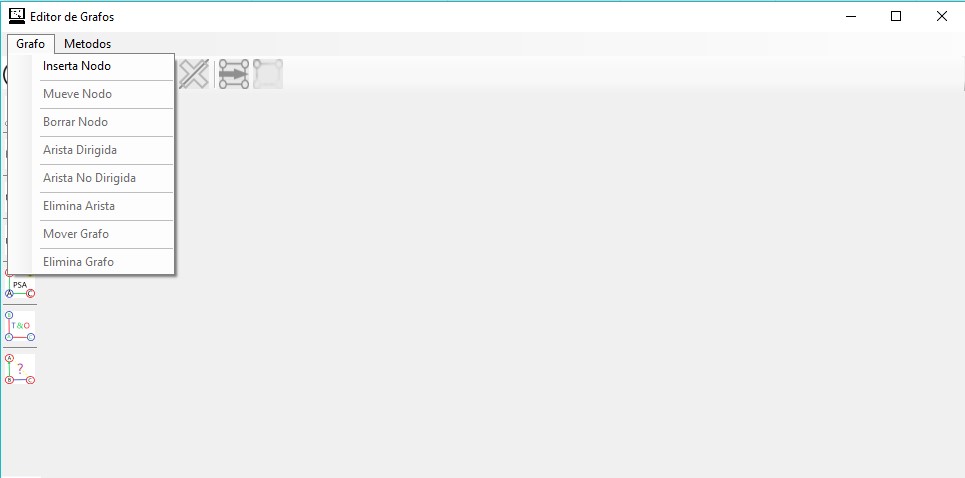 Editor de Grafos
Grafo Metodos
Inserta Nodo
Mueve Nodo
Borrar Nodo
Arista Dirigida
Arista No Dirigida
Elimina Arista
Mover Grafo
Elimina Grafo
PSA
A C
B
T&O
A C
A
?
B C